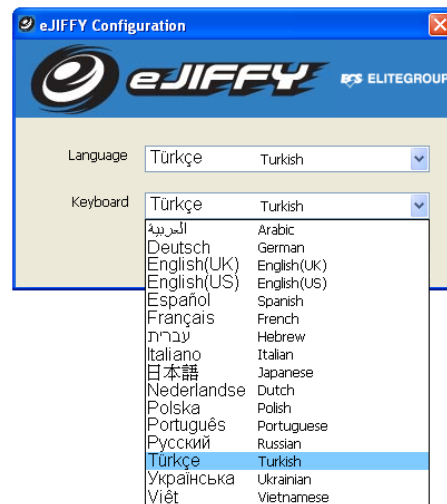 eJIFFY Configuration
eJIFFY ECS ELITEGROUP
Language Türkçe Turkish
Keyboard Türkçe Turkish
العربية Arabic
Deutsch German
English(UK) English(UK)
English(US) English(US)
Español Spanish
Français French
עברית Hebrew
Italiano Italian
日本語 Japanese
Nederlandse Dutch
Polska Polish
Português Portuguese
Русский Russian
Türkçe Turkish
Українська Ukrainian
Việt Vietnamese